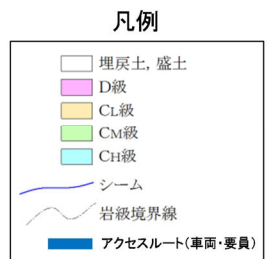 凡例
埋戻土，盛土
D級
CL級
CM級
CH級
シーム
岩級境界線
アクセスルート(車両・要員)